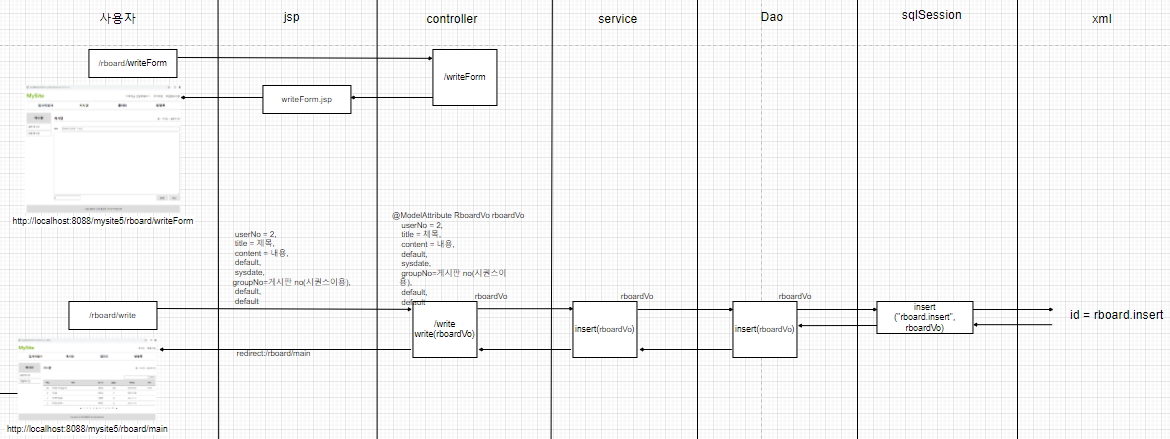 사용자
jsp
controller
service
Dao
sqlSession
xml
/rboard/writeForm
/writeForm
writeForm.jsp
MySite
http://localhost:8088/mysite5/rboard/writeForm
userNo = 2,
title = 제목,
content = 내용,
default,
sysdate,
groupNo=게시판 no(시퀀스이용),
default,
default
@ModelAttribute RboardVo rboardVo
userNo = 2,
title = 제목,
content = 내용,
default,
sysdate,
groupNo=게시판 no(시퀀스이
용),
default,
default
/rboard/write
/write
write(rboardVo)
rboardVo
insert(rboardVo)
rboardVo
insert(rboardVo)
rboardVo
insert
("rboard.insert",
rboardVo)
id = rboard.insert
redirect:/rboard/main
MySite
http://localhost:8088/mysite5/rboard/main